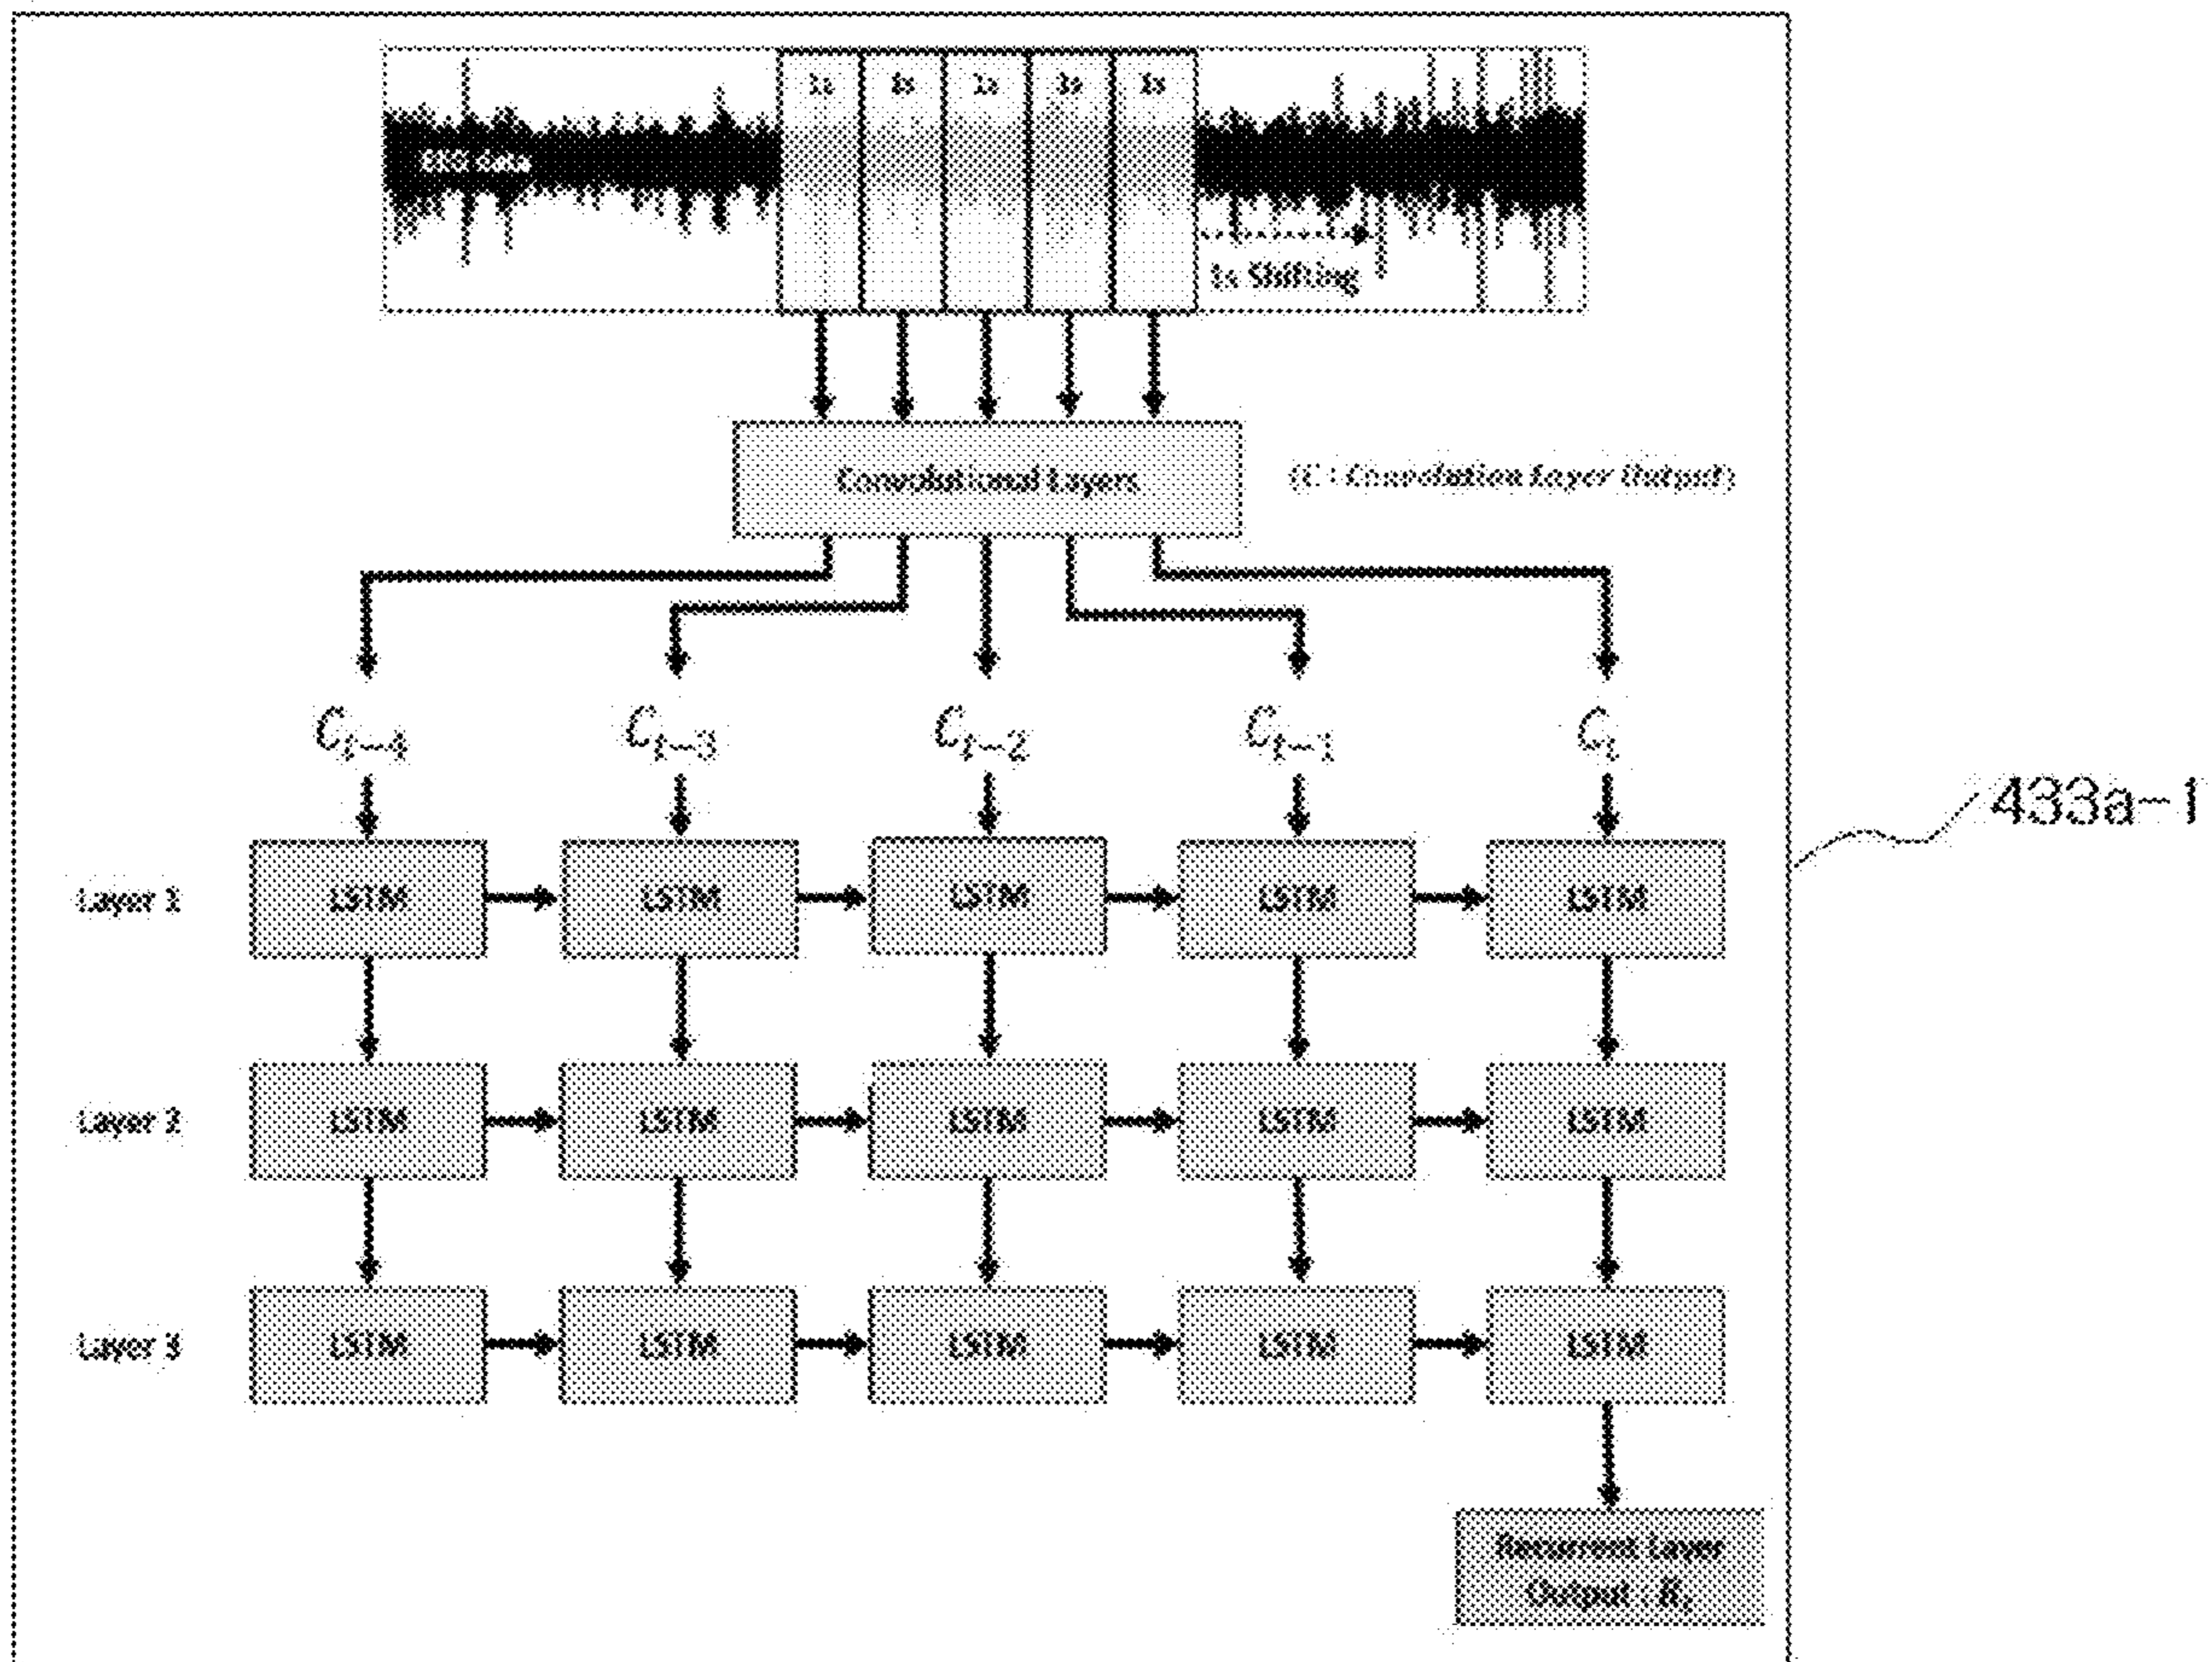 1s 1s 1s 1s 1s
data
1s Shifting
Convolutional Layers
(C : Convolution Layer Output)
C_{t-4} C_{t-3} C_{t-2} C_{t-1} C_t
433a-1
Layer 1 LSTM LSTM LSTM LSTM LSTM
Layer 2 LSTM LSTM LSTM LSTM LSTM
Layer 3 LSTM LSTM LSTM LSTM LSTM
Recurrent Layer
Output : R_t